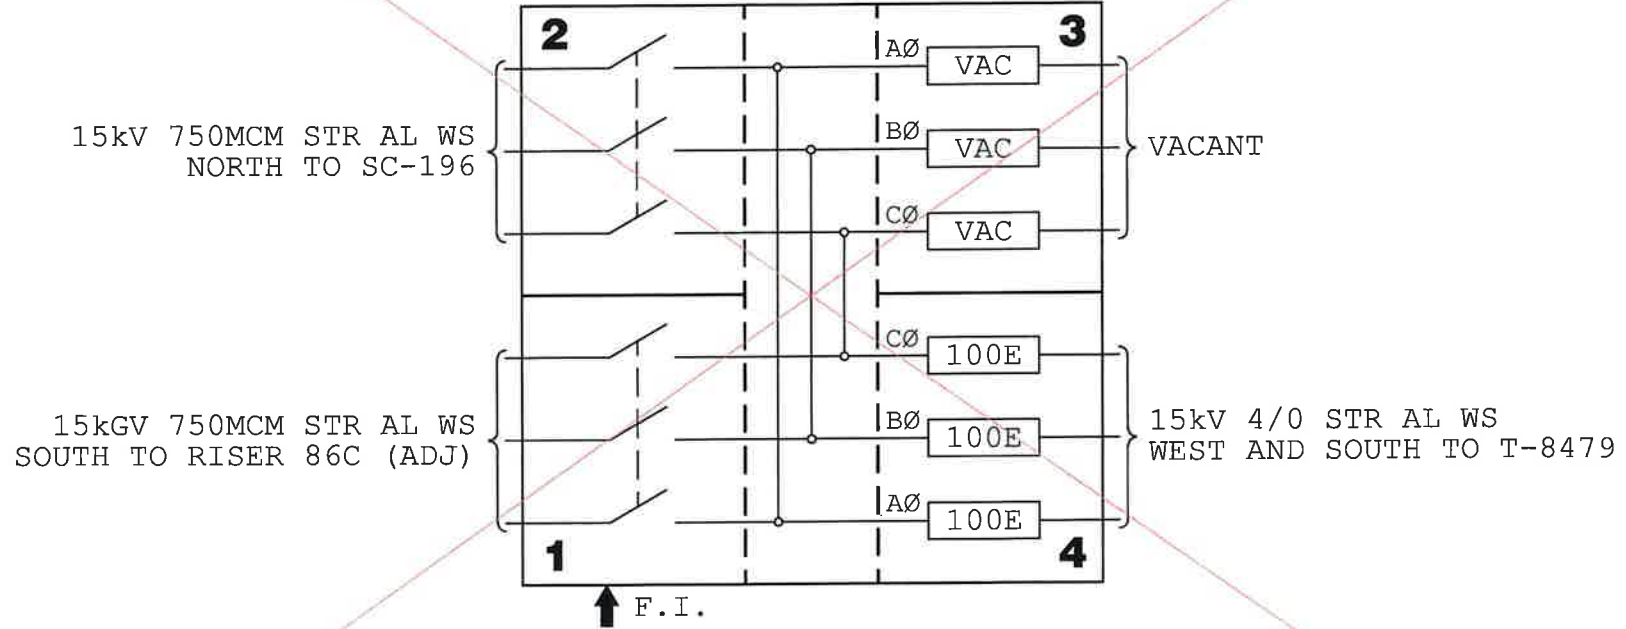 2
3
AØ
VAC
15kV 750MCM STR AL WS
NORTH TO SC-196
BØ
VAC
VACANT
CØ
VAC
CØ
100E
15kGV 750MCM STR AL WS
SOUTH TO RISER 86C (ADJ)
BØ
100E
15kV 4/0 STR AL WS
WEST AND SOUTH TO T-8479
AØ
100E
1
4
F.I.